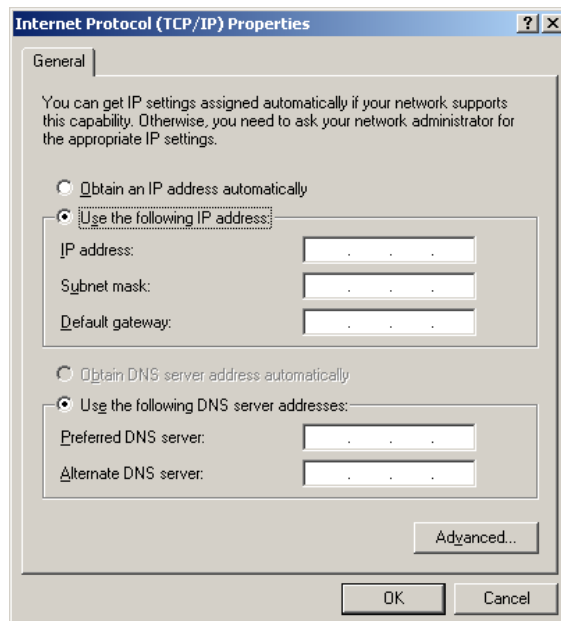 Internet Protocol (TCP/IP) Properties
General
You can get IP settings assigned automatically if your network supports
this capability. Otherwise, you need to ask your network administrator for
the appropriate IP settings.
Obtain an IP address automatically
Use the following IP address:
IP address:
Subnet mask:
Default gateway:
Obtain DNS server address automatically
Use the following DNS server addresses:
Preferred DNS server:
Alternate DNS server:
Advanced...
OK Cancel